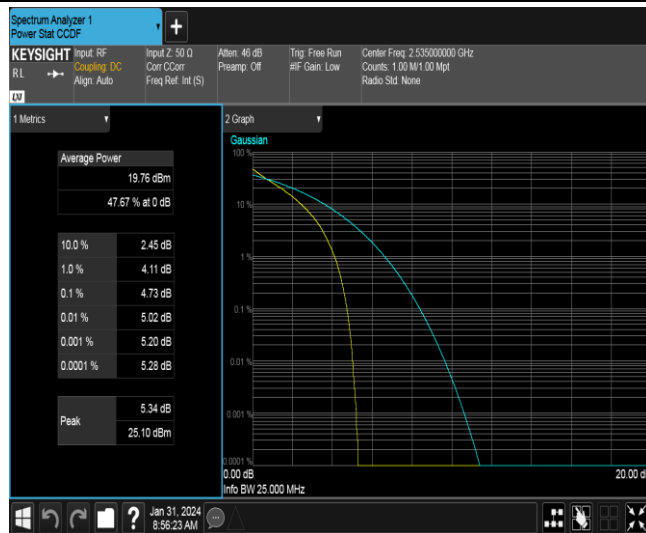 Spectrum Analyzer 1
Power Stat CCDF
+
KEYSIGHT
RL
Input: RF
Coupling: DC
Align: Auto
Input Z: 50 Ω
Corr CCorr
Freq Ref: Int (S)
Atten: 46 dB
Preamp: Off
Trig: Free Run
#IF Gain: Low
Center Freq: 2.535000000 GHz
Counts: 1.00 M/1.00 Mpt
Radio Std: None
1 Metrics
Average Power
19.76 dBm
47.67 % at 0 dB
10.0 % 2.45 dB
1.0 % 4.11 dB
0.1 % 4.73 dB
0.01 % 5.02 dB
0.001 % 5.20 dB
0.0001 % 5.28 dB
Peak
5.34 dB
25.10 dBm
2 Graph
Gaussian
100 %
10 %
1 %
0.1 %
0.01 %
0.001 %
0.0001 %
0.00 dB
20.00 d
Info BW 25.000 MHz
?
Jan 31, 2024
8:56:23 AM